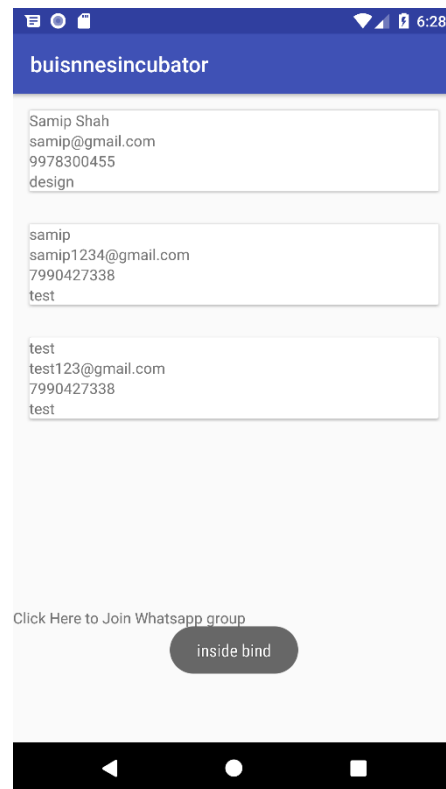 6:28
buisnnesincubator
Samip Shah
samip@gmail.com
9978300455
design
samip
samip1234@gmail.com
7990427338
test
test
test123@gmail.com
7990427338
test
Click Here to Join Whatsapp group
inside bind